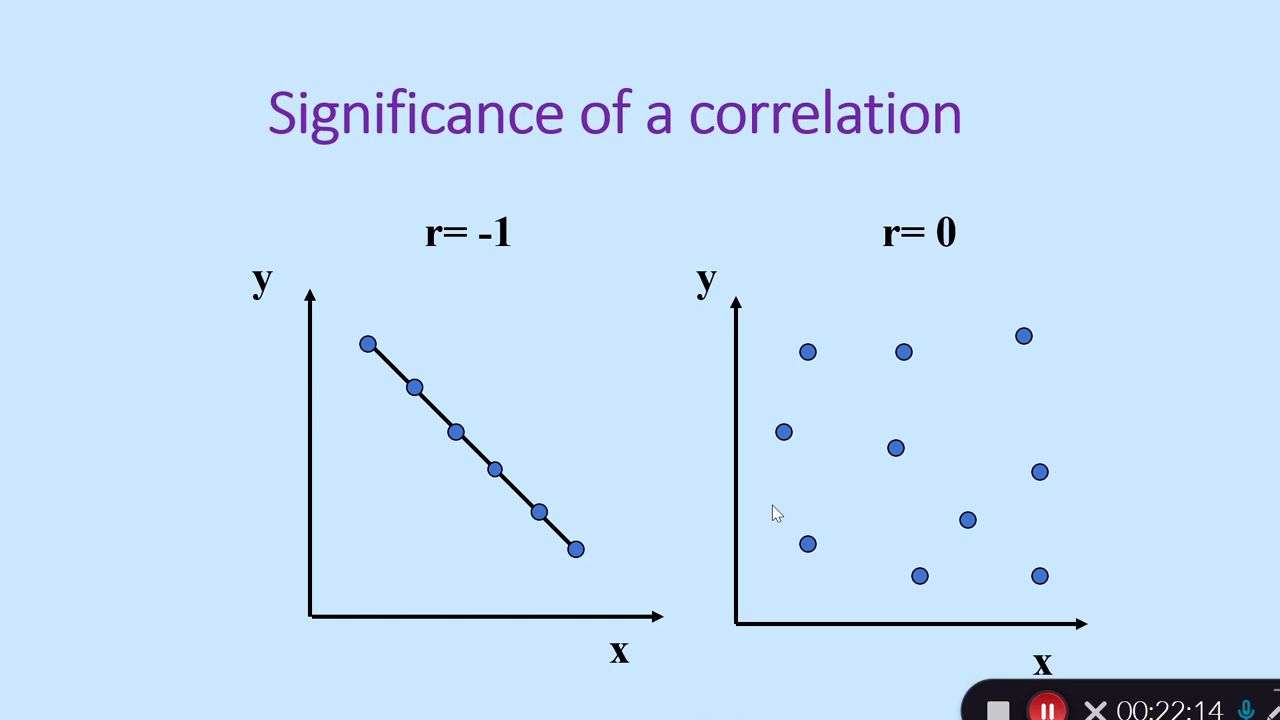 Significance of a correlation
r= -1
r= 0
y
y
x
x
00:22:14